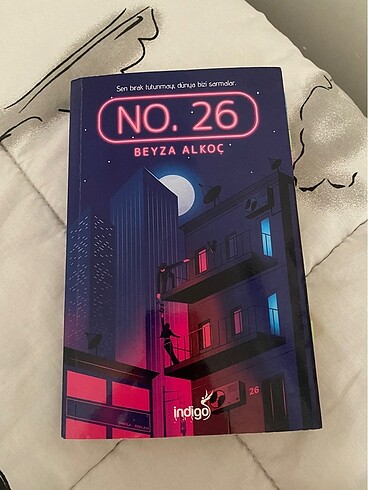 Sen bırak tutunmayı, dünya bizi sarmalar.
NO. 26
BEYZA ALKOÇ
26
indigo